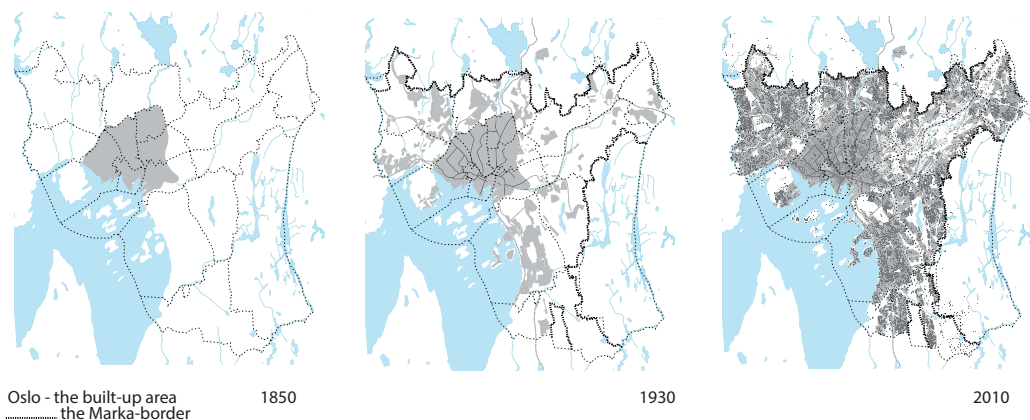 Oslo - the built-up area 1850 1930 2010
the Marka-border